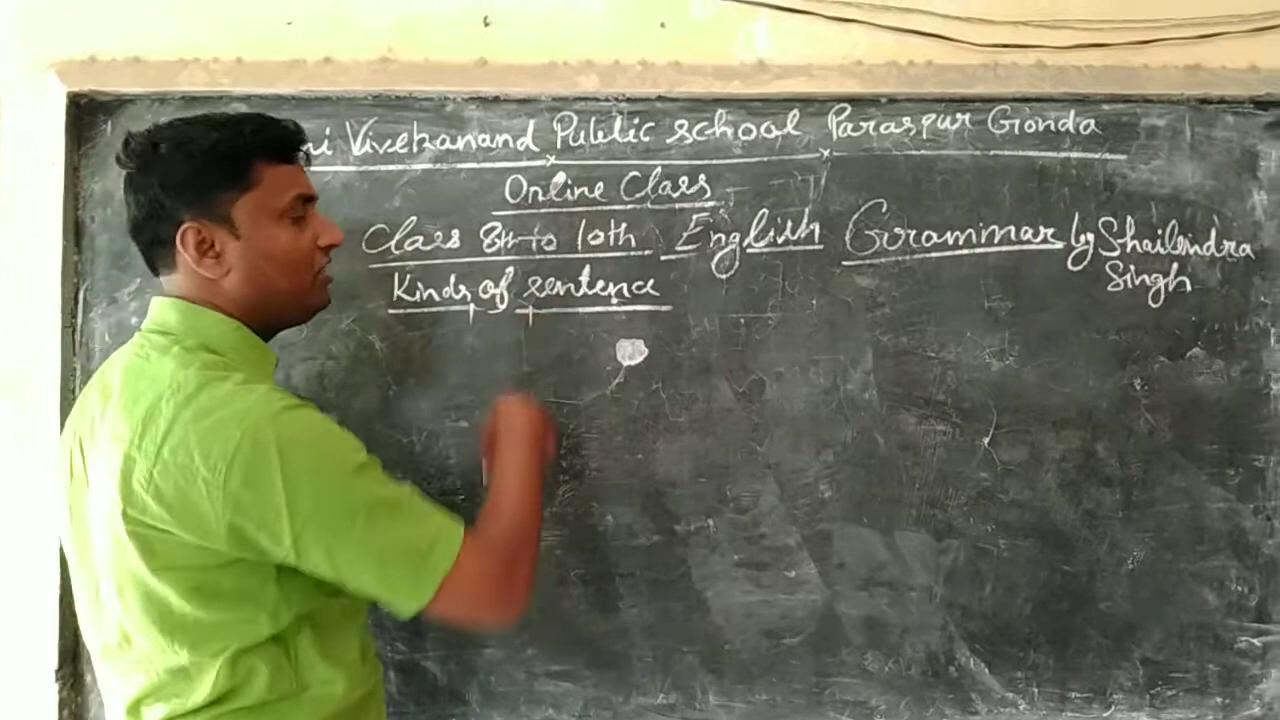 ni Vivekanand Public school Paraspur Gonda
Online Class
Class 8th to 10th English Grammar by Shailendra Singh
Kinds of sentence